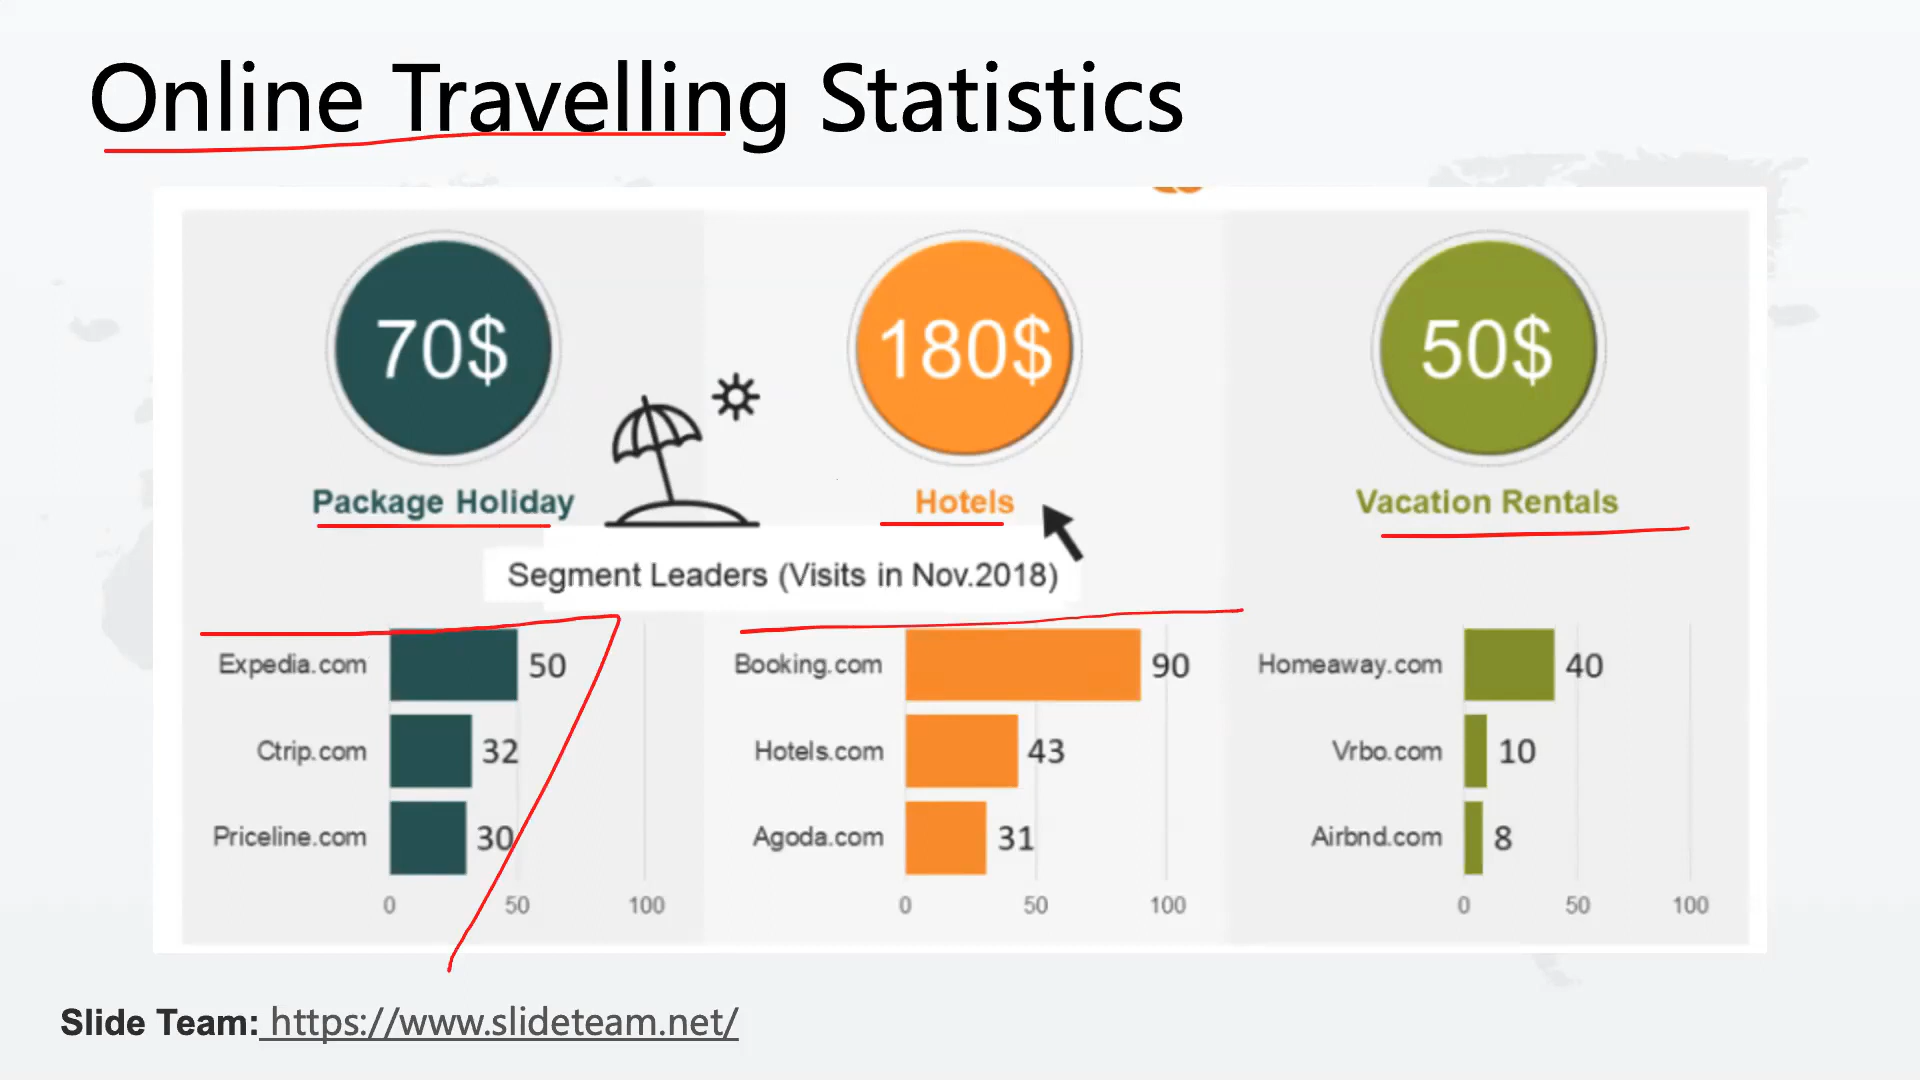 Online Travelling Statistics
70$
180$
50$
Package Holiday
Hotels
Vacation Rentals
Segment Leaders (Visits in Nov.2018)
Expedia.com 50
Ctrip.com 32
Priceline.com 30
0 50 100
Booking.com 90
Hotels.com 43
Agoda.com 31
0 50 100
Homeaway.com 40
Vrbo.com 10
Airbnd.com 8
0 50 100
Slide Team: https://www.slideteam.net/